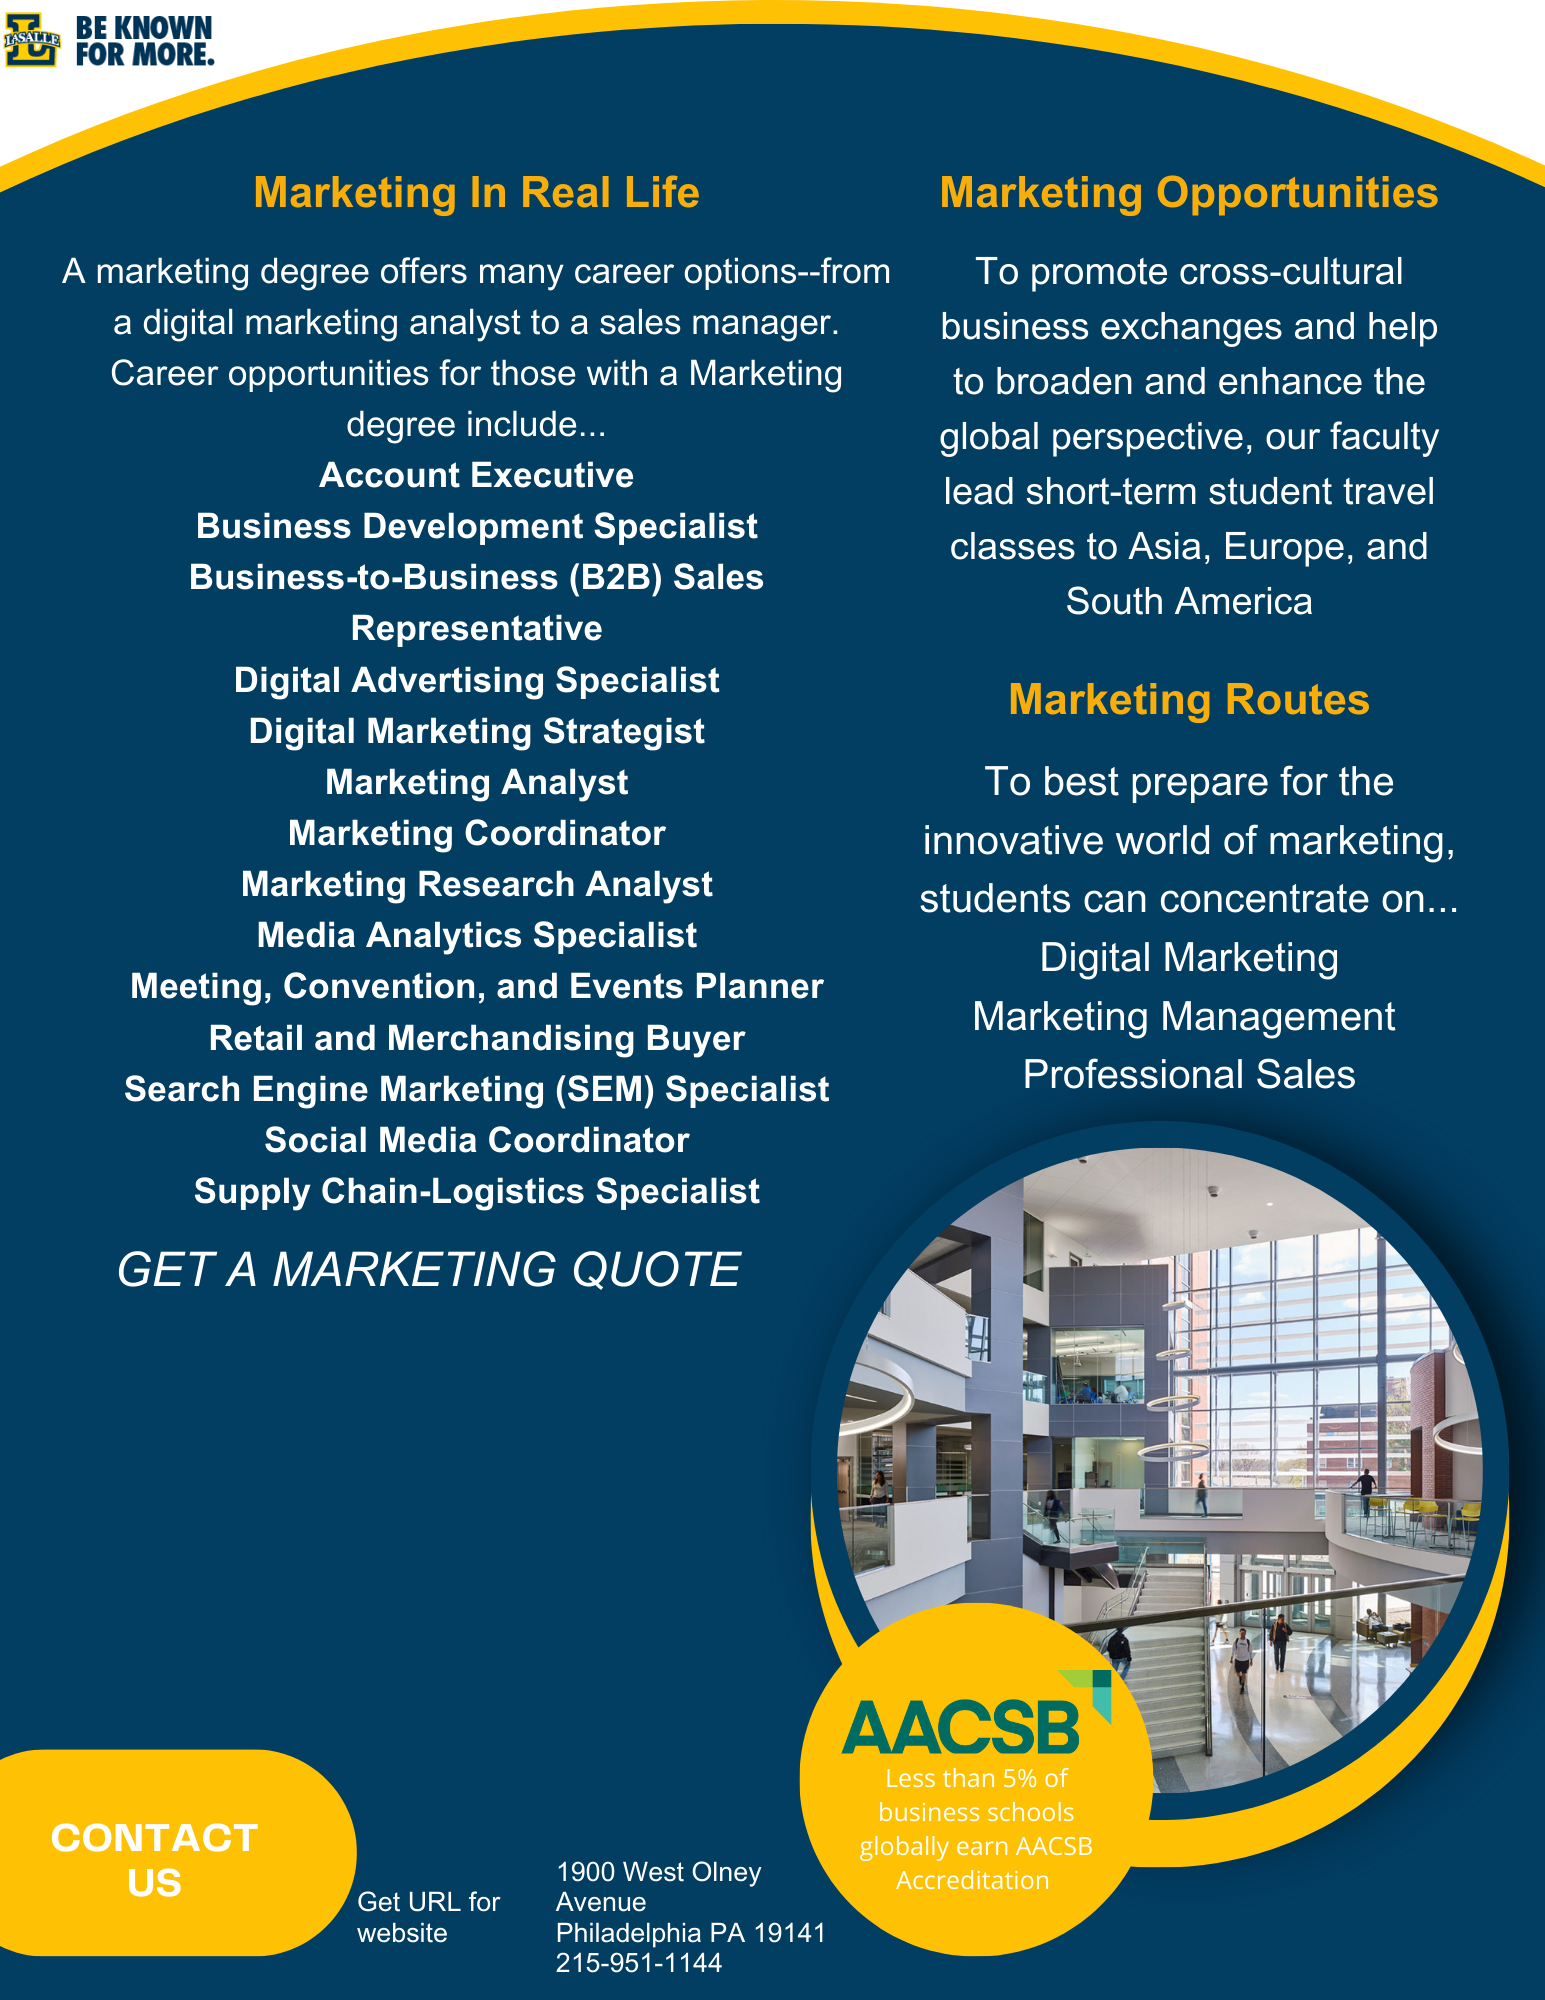 LASALLE
BE KNOWN
FOR MORE.
Marketing In Real Life
A marketing degree offers many career options--from
a digital marketing analyst to a sales manager.
Career opportunities for those with a Marketing
degree include...
Account Executive
Business Development Specialist
Business-to-Business (B2B) Sales
Representative
Digital Advertising Specialist
Digital Marketing Strategist
Marketing Analyst
Marketing Coordinator
Marketing Research Analyst
Media Analytics Specialist
Meeting, Convention, and Events Planner
Retail and Merchandising Buyer
Search Engine Marketing (SEM) Specialist
Social Media Coordinator
Supply Chain-Logistics Specialist
GET A MARKETING QUOTE
Marketing Opportunities
To promote cross-cultural
business exchanges and help
to broaden and enhance the
global perspective, our faculty
lead short-term student travel
classes to Asia, Europe, and
South America
Marketing Routes
To best prepare for the
innovative world of marketing,
students can concentrate on...
Digital Marketing
Marketing Management
Professional Sales
AACSB
Less than 5% of
business schools
globally earn AACSB
Accreditation
CONTACT
US
Get URL for
website
1900 West Olney
Avenue
Philadelphia PA 19141
215-951-1144